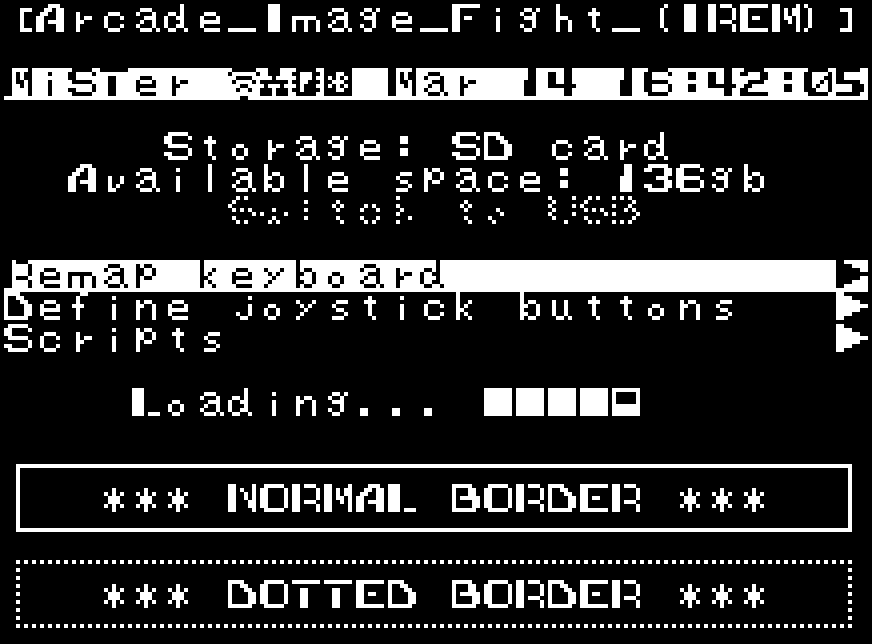 [Arcade_Image_Fight_(IREM) ]
MiSTer Mar 14 16:42:05
Storage: SD card
Available space: 136gb
Switch to USB
Remap keyboard
Define joystick buttons
Scripts
Loading...
*** NORMAL BORDER ***
*** DOTTED BORDER ***